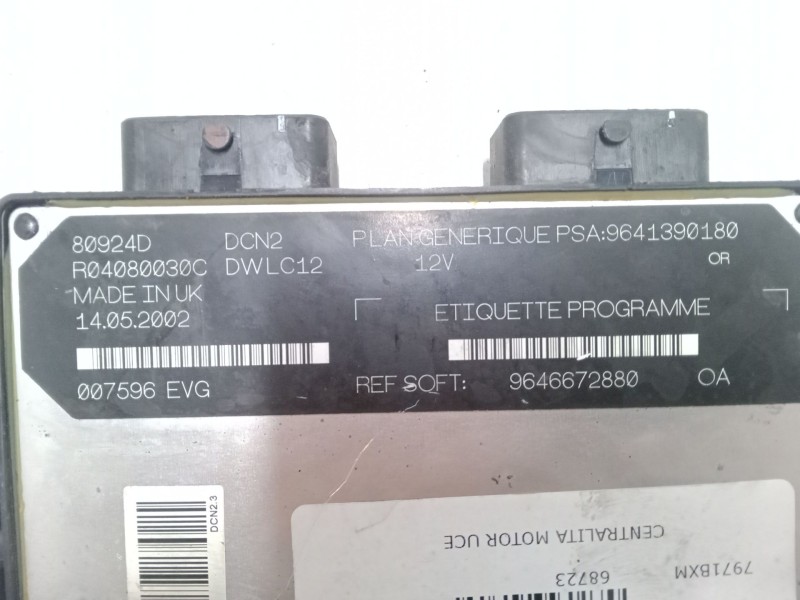 80924D DCN2 PLAN GENERIQUE PSA:9641390180
R04080030C DWLC12 12V OR
MADE IN UK
14.05.2002 ETIQUETTE PROGRAMME
007596 EVG REF SOFT: 9646672880 OA
DCN2.3
CENTRALITA MOTOR UCE
7971BXM
68723